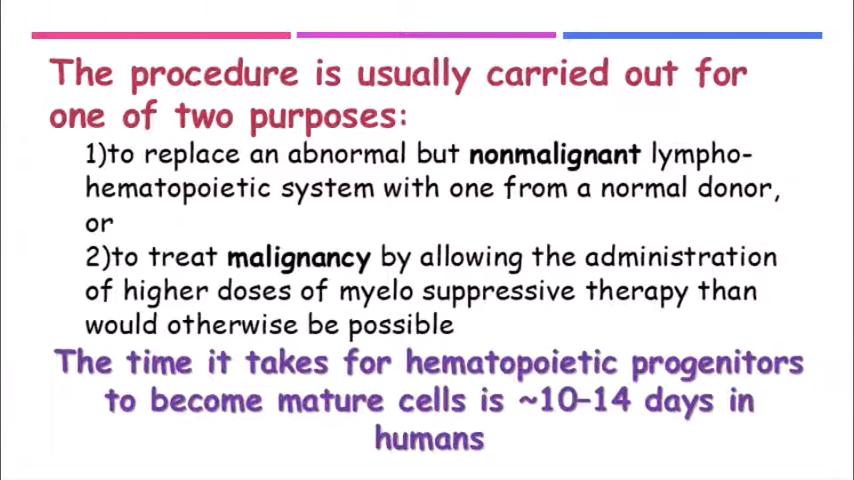 The procedure is usually carried out for
one of two purposes:
1)to replace an abnormal but nonmalignant lympho-
hematopoietic system with one from a normal donor,
or
2)to treat malignancy by allowing the administration
of higher doses of myelo suppressive therapy than
would otherwise be possible
The time it takes for hematopoietic progenitors
to become mature cells is ~10–14 days in
humans